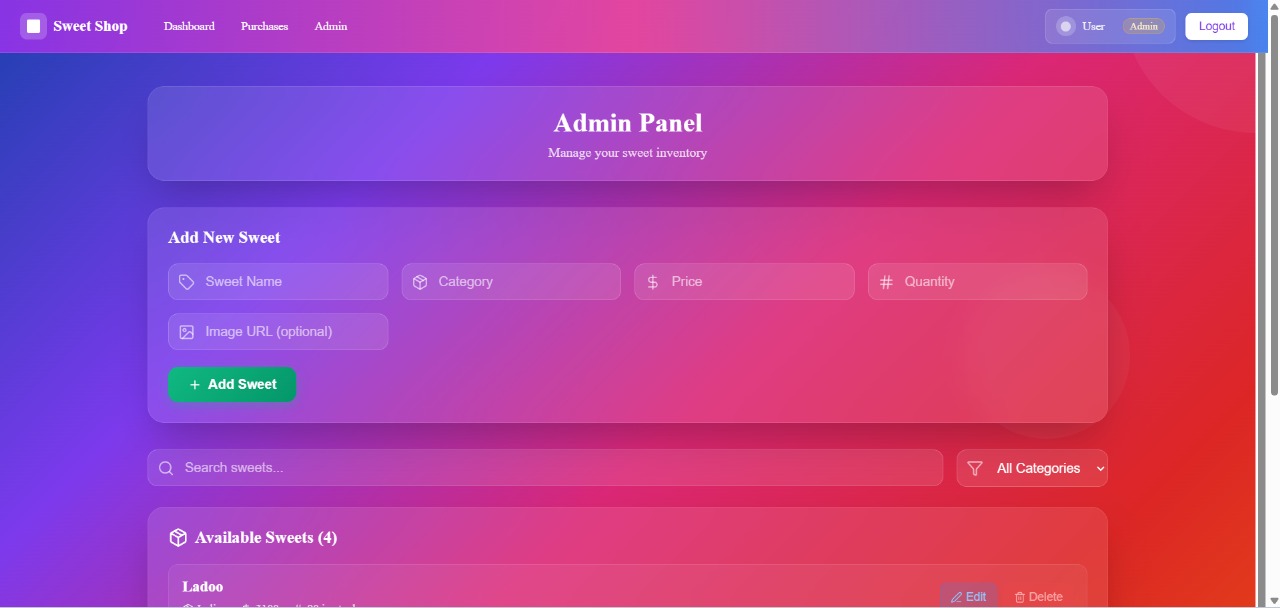 Sweet Shop
Dashboard Purchases Admin
User Admin Logout
Admin Panel
Manage your sweet inventory
Add New Sweet
Sweet Name Category Price Quantity
Image URL (optional)
+ Add Sweet
Search sweets... All Categories
Available Sweets (4)
Ladoo
Edit Delete